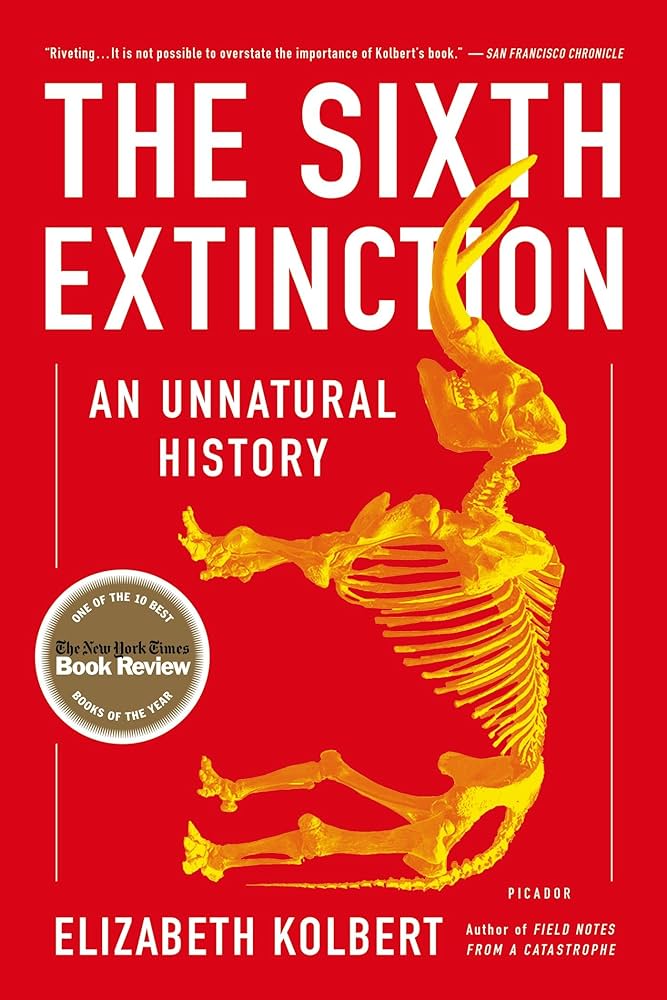 “Riveting...It is not possible to overstate the importance of Kolbert's book.” —SAN FRANCISCO CHRONICLE
THE SIXTH
EXTINCTION
AN UNNATURAL
HISTORY
ONE OF THE 10 BEST
The New York Times
Book Review
BOOKS OF THE YEAR
PICADOR
ELIZABETH KOLBERT
Author of FIELD NOTES
FROM A CATASTROPHE